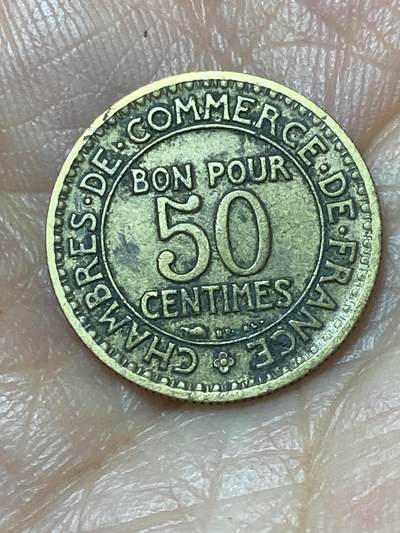 CHAMBRES·DE·COMMERCE·DE·FRANCE
BON POUR
50
CENTIMES